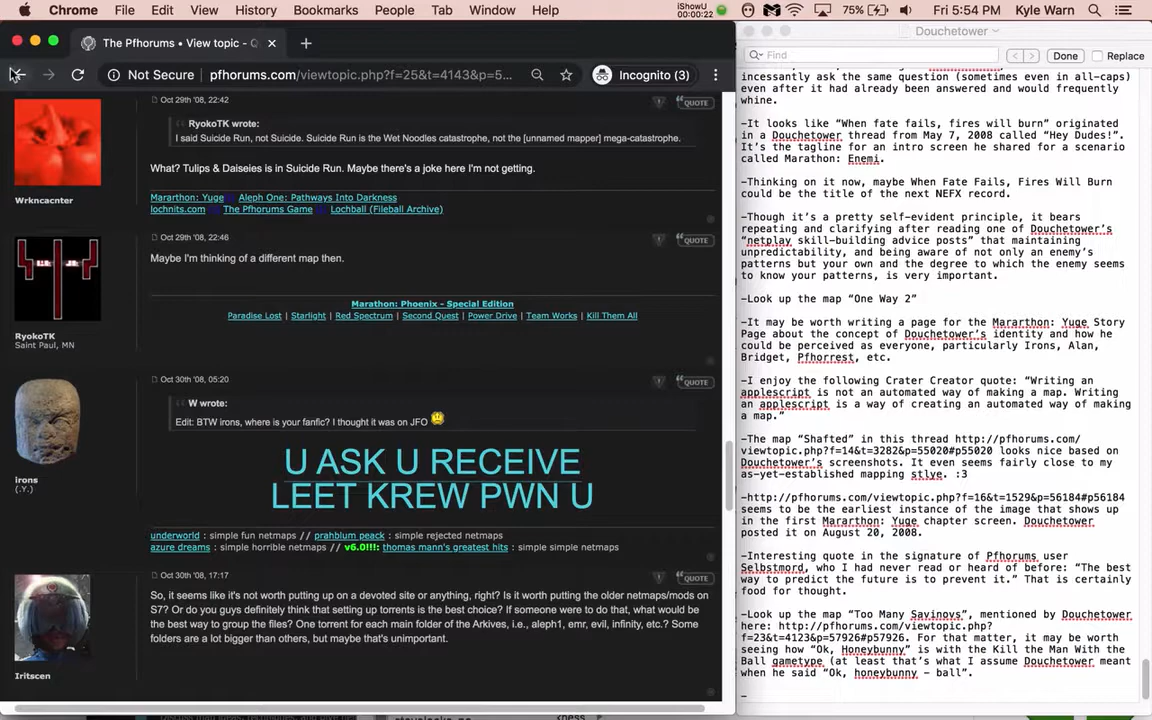 Chrome File Edit View History Bookmarks People Tab Window Help iShowU 00:00:22 75% Fri 5:54 PM Kyle Warn
The Pfhorums • View topic - Q
Not Secure pfhorums.com/viewtopic.php?f=25&t=4143&p=5... Incognito (3)
Oct 29th '08, 22:42
QUOTE
RyokoTK wrote:
I said Suicide Run, not Suicide. Suicide Run is the Wet Noodles catastrophe, not the [unnamed mapper] mega-catastrophe.
What? Tulips & Daiseies is in Suicide Run. Maybe there's a joke here I'm not getting.
Wrkncacnter
Mararthon: Yuge Aleph One: Pathways Into Darkness
lochnits.com The Pfhorums Game Lochball (Fileball Archive)
Oct 29th '08, 22:46
QUOTE
Maybe I'm thinking of a different map then.
Marathon: Phoenix - Special Edition
Paradise Lost | Starlight | Red Spectrum | Second Quest | Power Drive | Team Works | Kill Them All
RyokoTK
Saint Paul, MN
Oct 30th '08, 05:20
QUOTE
W wrote:
Edit: BTW irons, where is your fanfic? I thought it was on JFO
U ASK U RECEIVE
LEET KREW PWN U
irons
(.Y.)
underworld : simple fun netmaps // prahblum peack : simple rejected netmaps
azure dreams : simple horrible netmaps // v6.0!!!: thomas mann's greatest hits : simple simple netmaps
Oct 30th '08, 17:17
QUOTE
So, it seems like it's not worth putting up on a devoted site or anything, right? Is it worth putting the older netmaps/mods on
S7? Or do you guys definitely think that setting up torrents is the best choice? If someone were to do that, what would be
the best way to group the files? One torrent for each main folder of the Arkives, i.e., aleph1, emr, evil, infinity, etc.? Some
folders are a lot bigger than others, but maybe that's unimportant.
Iritscen
Douchetower
Find Done Replace
incessantly ask the same question (sometimes even in all-caps)
even after it had already been answered and would frequently
whine.
-It looks like “When fate fails, fires will burn” originated
in a Douchetower thread from May 7, 2008 called “Hey Dudes!”.
It’s the tagline for an intro screen he shared for a scenario
called Marathon: Enemi.
-Thinking on it now, maybe When Fate Fails, Fires Will Burn
could be the title of the next NEFX record.
-Though it’s a pretty self-evident principle, it bears
repeating and clarifying after reading one of Douchetower’s
“netplay skill-building advice posts” that maintaining
unpredictability, and being aware of not only an enemy’s
patterns but your own and the degree to which the enemy seems
to know your patterns, is very important.
-Look up the map “One Way 2”
-It may be worth writing a page for the Mararthon: Yuge Story
Page about the concept of Douchetower’s identity and how he
could be perceived as everyone, particularly Irons, Alan,
Bridget, Pfhorrest, etc.
-I enjoy the following Crater Creator quote: “Writing an
applescript is not an automated way of making a map. Writing
an applescript is a way of creating an automated way of making
a map.”
-The map “Shafted” in this thread http://pfhorums.com/
viewtopic.php?f=14&t=3282&p=55020#p55020 looks nice based on
Douchetower’s screenshots. It even seems fairly close to my
as-yet-established mapping stlye. :3
-http://pfhorums.com/viewtopic.php?f=16&t=1529&p=56184#p56184
seems to be the earliest instance of the image that shows up
in the first Mararthon: Yuge chapter screen. Douchetower
posted it on August 20, 2008.
-Interesting quote in the signature of Pfhorums user
Selbstmord, who I had never read or heard of before: “The best
way to predict the future is to prevent it.” That is certainly
food for thought.
-Look up the map “Too Many Savinovs”, mentioned by Douchetower
here: http://pfhorums.com/viewtopic.php?
f=23&t=4123&p=57926#p57926. For that matter, it may be worth
seeing how “Ok, Honeybunny” is with the Kill the Man With the
Ball gametype (at least that’s what I assume Douchetower meant
when he said “Ok, honeybunny - ball”.
-